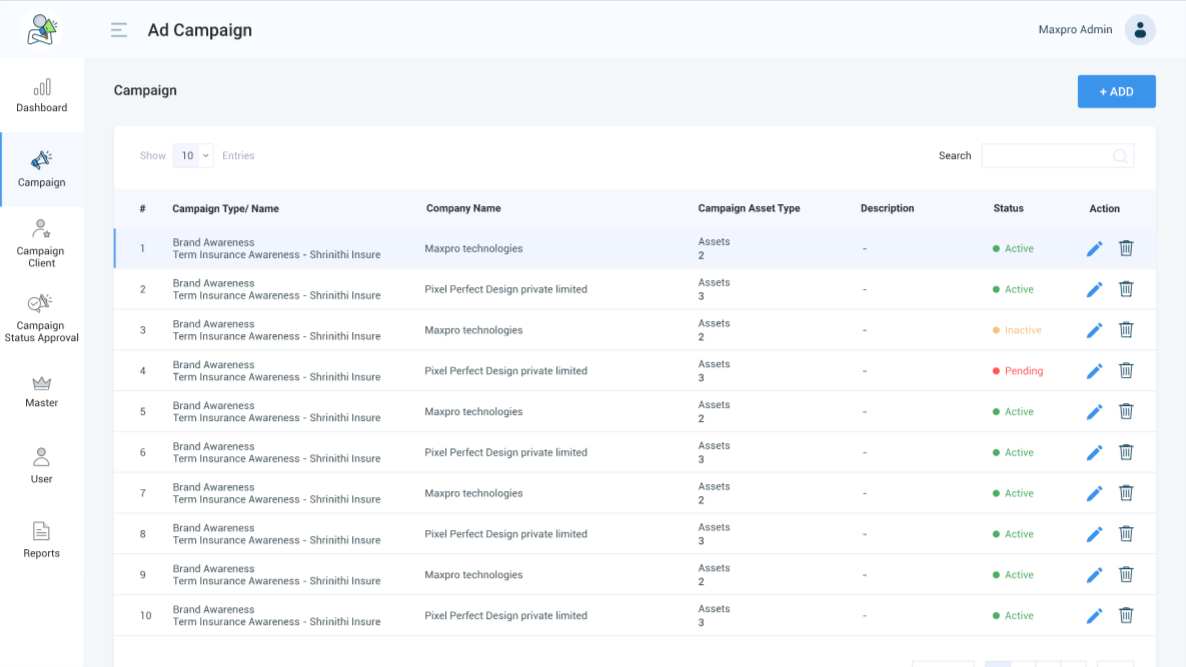 Ad Campaign
Maxpro Admin
Dashboard
Campaign
Campaign
Client
Campaign
Status Approval
Master
User
Reports
Campaign
+ ADD
Show 10 Entries
Search
# Campaign Type/ Name Company Name Campaign Asset Type Description Status Action
1 Brand Awareness Maxpro technologies Assets - Active
Term Insurance Awareness - Shrinithi Insure 2
2 Brand Awareness Pixel Perfect Design private limited Assets - Active
Term Insurance Awareness - Shrinithi Insure 3
3 Brand Awareness Maxpro technologies Assets - Inactive
Term Insurance Awareness - Shrinithi Insure 2
4 Brand Awareness Pixel Perfect Design private limited Assets - Pending
Term Insurance Awareness - Shrinithi Insure 3
5 Brand Awareness Maxpro technologies Assets - Active
Term Insurance Awareness - Shrinithi Insure 2
6 Brand Awareness Pixel Perfect Design private limited Assets - Active
Term Insurance Awareness - Shrinithi Insure 3
7 Brand Awareness Maxpro technologies Assets - Active
Term Insurance Awareness - Shrinithi Insure 2
8 Brand Awareness Pixel Perfect Design private limited Assets - Active
Term Insurance Awareness - Shrinithi Insure 3
9 Brand Awareness Maxpro technologies Assets - Active
Term Insurance Awareness - Shrinithi Insure 2
10 Brand Awareness Pixel Perfect Design private limited Assets - Active
Term Insurance Awareness - Shrinithi Insure 3